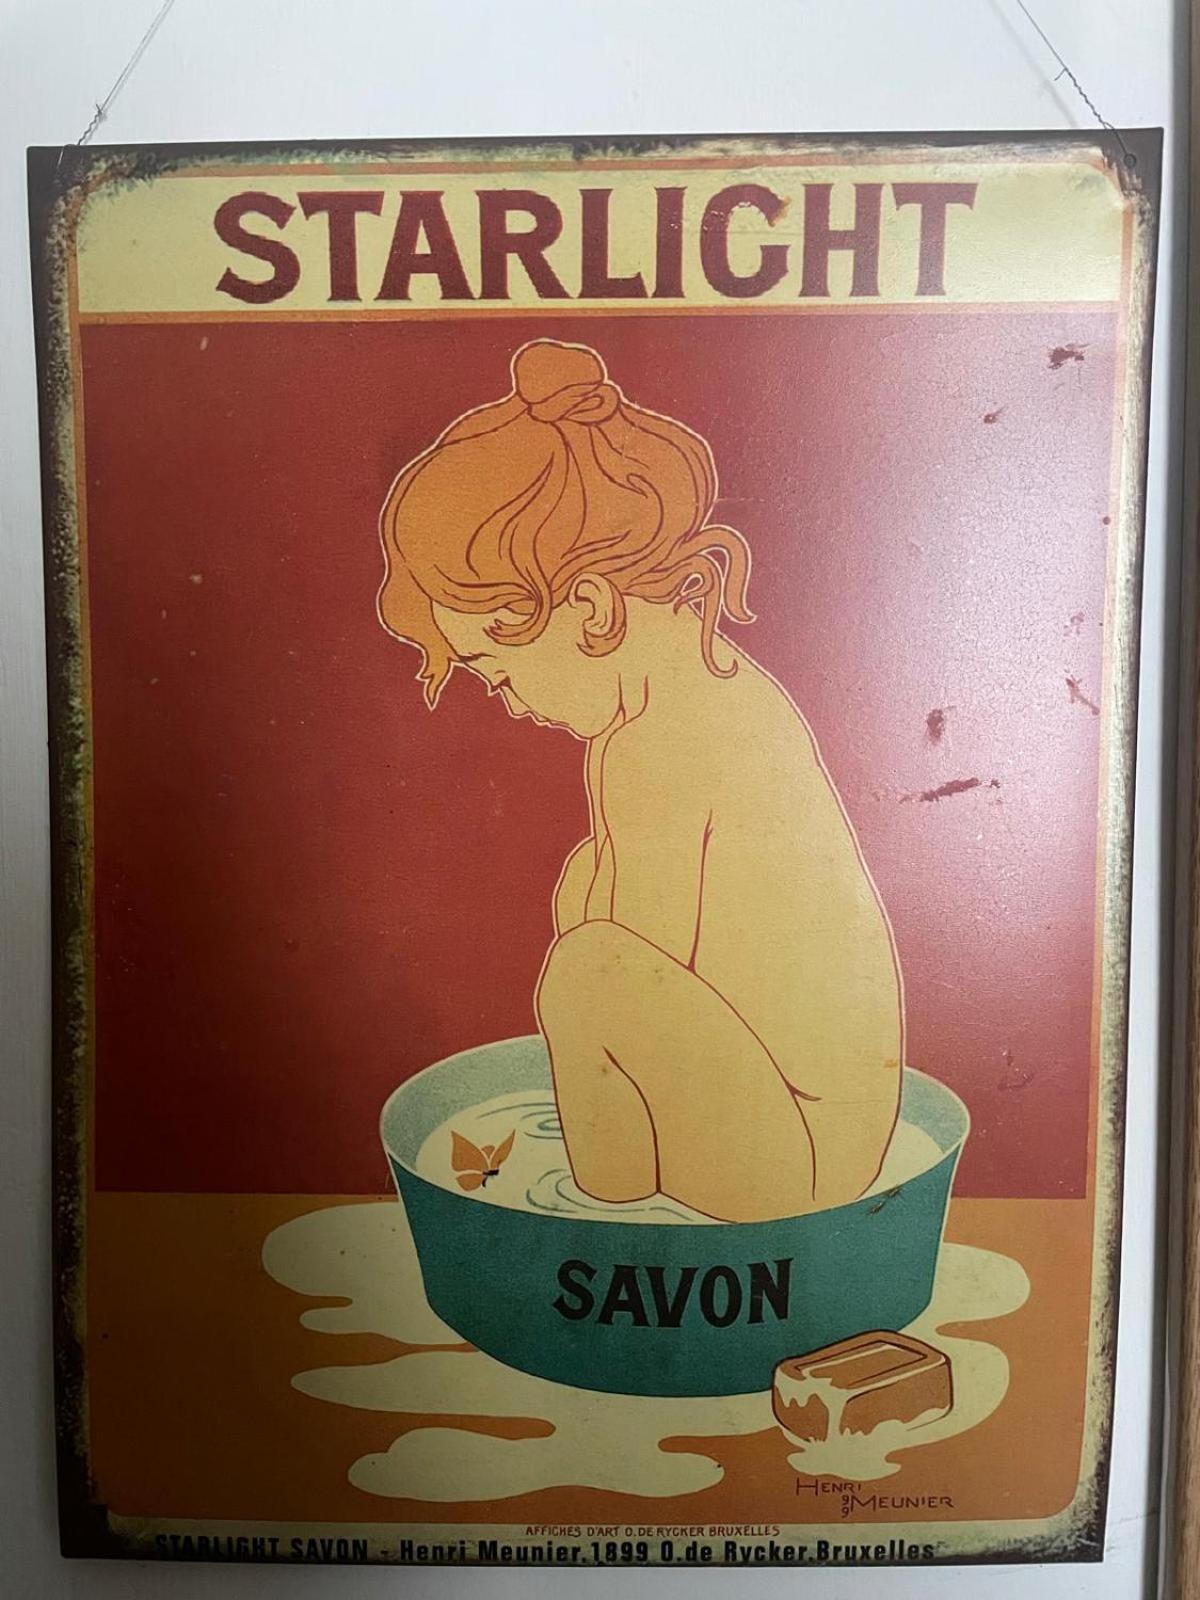 STARLIGHT
SAVON
HENRI
99 MEUNIER
AFFICHES D'ART O. DE RYCKER BRUXELLES
STARLIGHT SAVON - Henri Meunier.1899 O.de Rycker.Bruxelles